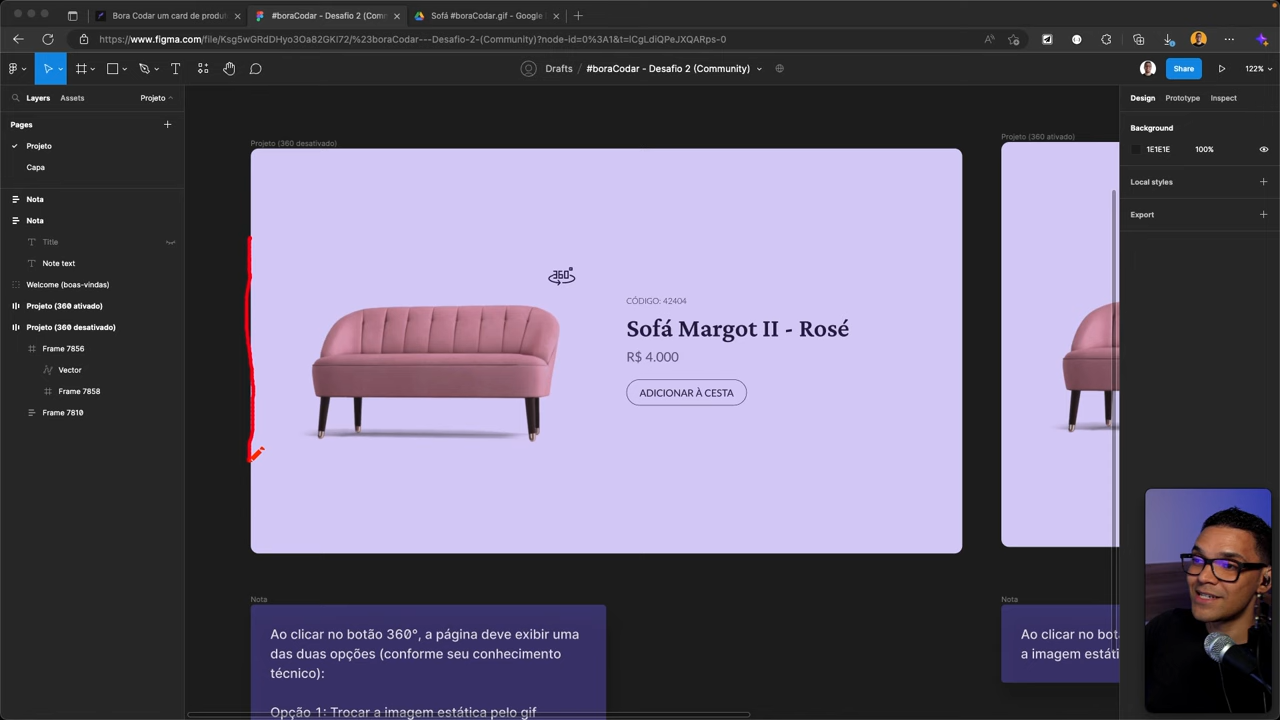 Bora Codar um card de produt
#boraCodar - Desafio 2 (Comm
Sofá #boraCodar.gif - Google
https://www.figma.com/file/Ksg5wGRdDHyo3Oa82GKl72/%23boraCodar---Desafio-2-(Community)?node-id=0%3A1&t=ICgLdiQPeJXQARps-0
Drafts / #boraCodar - Desafio 2 (Community)
Share
122%
Layers
Assets
Projeto
Design
Prototype
Inspect
Pages
Projeto
Capa
Background
1E1E1E
100%
Local styles
Export
Nota
Nota
Title
Note text
Welcome (boas-vindas)
Projeto (360 ativado)
Projeto (360 desativado)
Frame 7856
Vector
Frame 7858
Frame 7810
Projeto (360 desativado)
Projeto (360 ativado)
360°
CÓDIGO: 42404
Sofá Margot II - Rosé
R$ 4.000
ADICIONAR À CESTA
Nota
Ao clicar no botão 360°, a página deve exibir uma
das duas opções (conforme seu conhecimento
técnico):
Opção 1: Trocar a imagem estática pelo gif
Nota
Ao clicar no bot
a imagem estáti